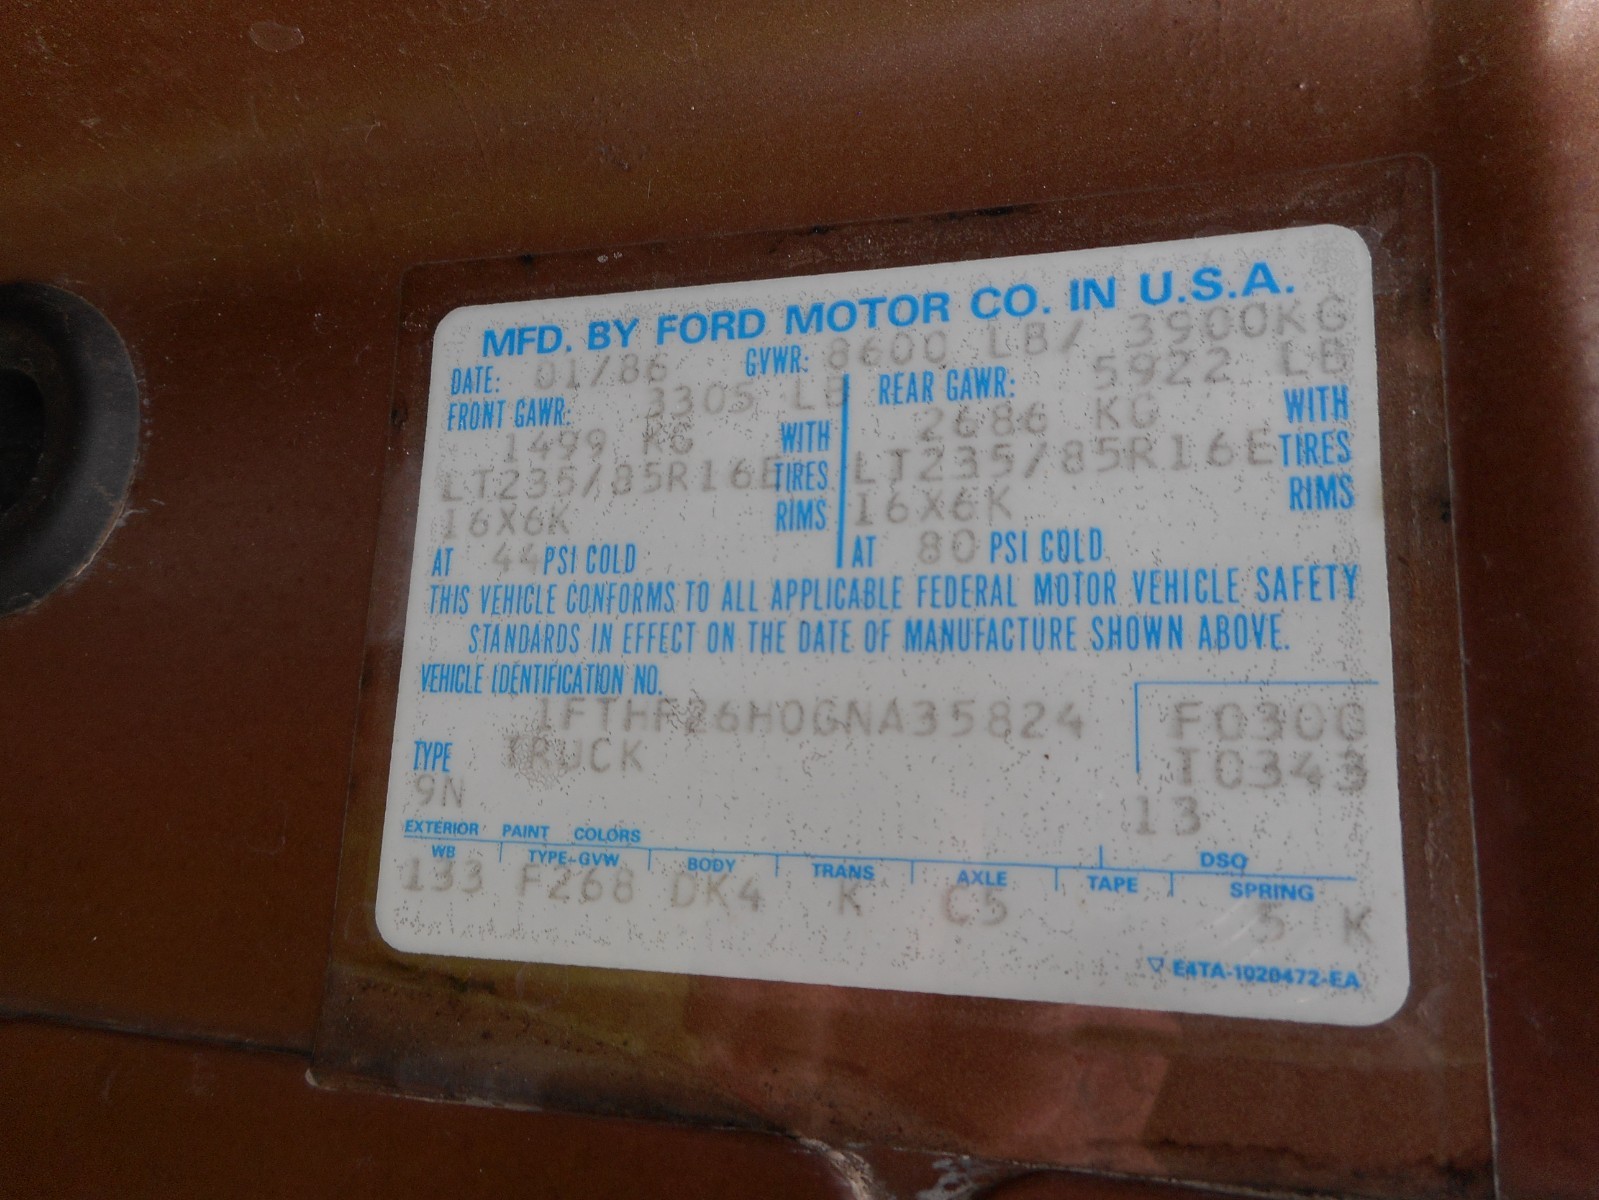 MFD. BY FORD MOTOR CO. IN U.S.A.
DATE: 01/86 GVWR: 8600 LB/ 3900KG
FRONT GAWR: 3305 LB REAR GAWR: 5922 LB
1499 KG WITH 2686 KG WITH
LT235/85R16E TIRES LT235/85R16E TIRES
16X6K RIMS 16X6K RIMS
AT 44 PSI COLD AT 80 PSI COLD
THIS VEHICLE CONFORMS TO ALL APPLICABLE FEDERAL MOTOR VEHICLE SAFETY
STANDARDS IN EFFECT ON THE DATE OF MANUFACTURE SHOWN ABOVE.
VEHICLE IDENTIFICATION NO.
1FTHF26H0GNA35824 F0300
TYPE TRUCK T0343
9N 13
EXTERIOR PAINT COLORS DSO
WB TYPE-GVW BODY TRANS AXLE TAPE SPRING
133 F268 DK4 K C5 5 K
E4TA-1020472-EA